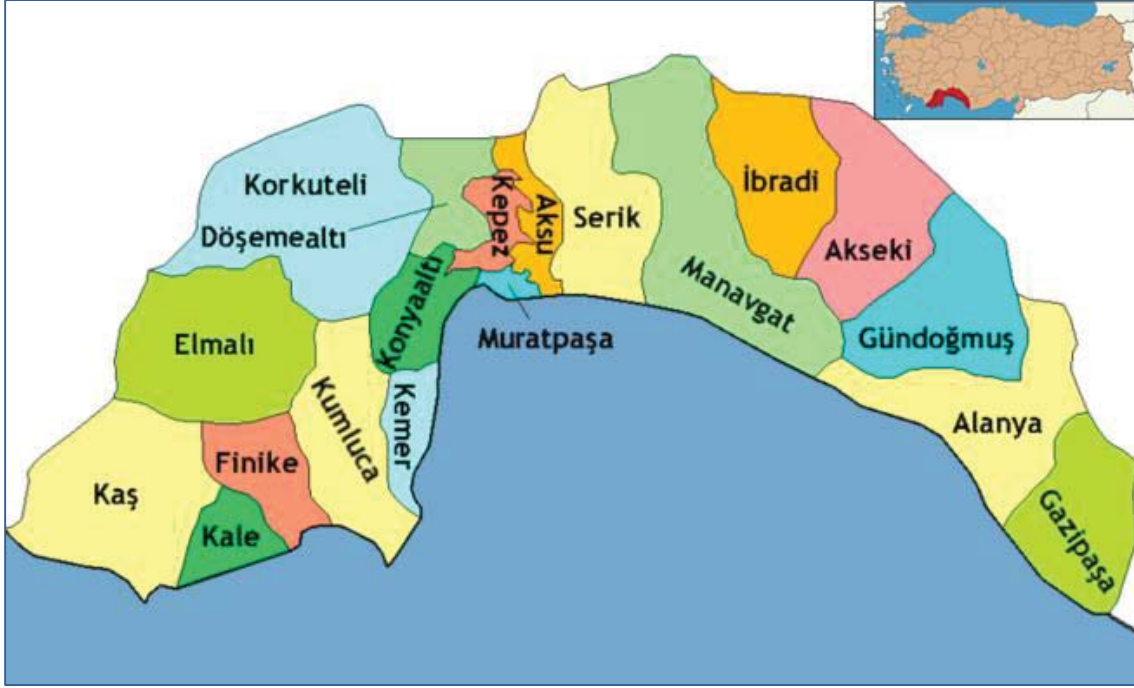 Korkuteli
Döşemealtı
Kepez
Aksu
Serik
İbradi
Akseki
Manavgat
Gündoğmuş
Elmalı
Konyaaltı
Muratpaşa
Kumluca
Kemer
Alanya
Finike
Kaş
Kale
Gazipaşa